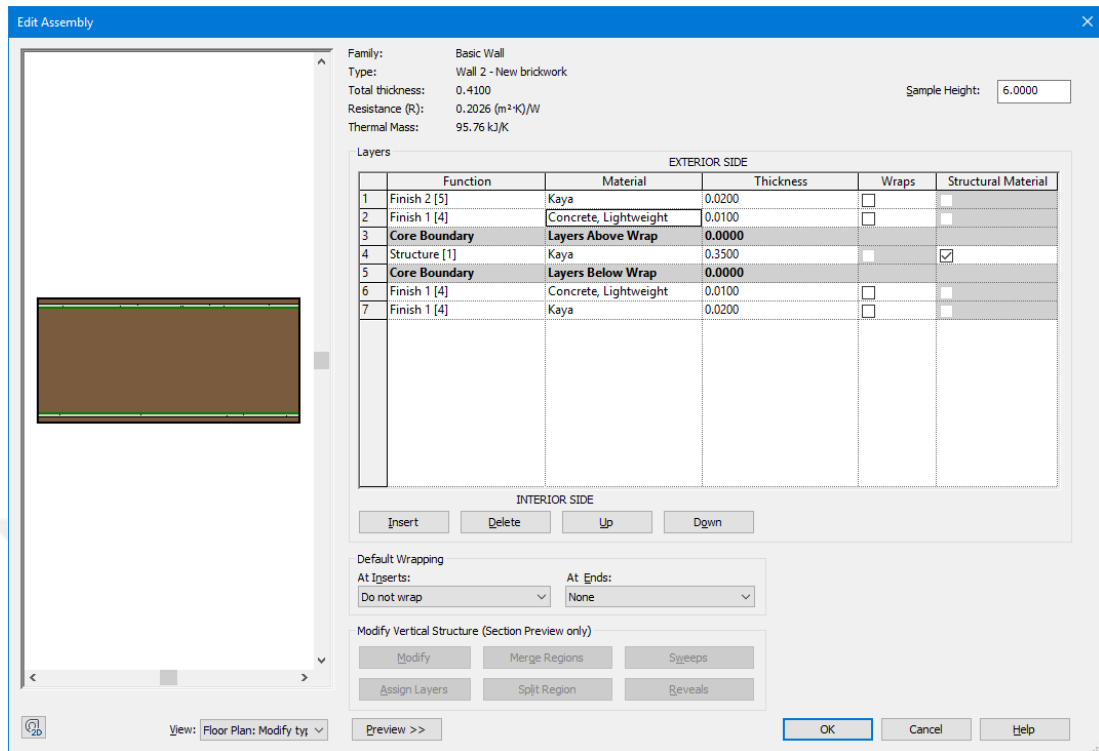 Edit Assembly
Family: Basic Wall
Type: Wall 2 - New brickwork
Total thickness: 0.4100
Resistance (R): 0.2026 (m²·K)/W
Thermal Mass: 95.76 kJ/K
Sample Height: 6.0000
Layers
EXTERIOR SIDE
Function Material Thickness Wraps Structural Material
1 Finish 2 [5] Kaya 0.0200
2 Finish 1 [4] Concrete, Lightweight 0.0100
3 Core Boundary Layers Above Wrap 0.0000
4 Structure [1] Kaya 0.3500
5 Core Boundary Layers Below Wrap 0.0000
6 Finish 1 [4] Concrete, Lightweight 0.0100
7 Finish 1 [4] Kaya 0.0200
INTERIOR SIDE
Insert Delete Up Down
Default Wrapping
At Inserts: At Ends:
Do not wrap None
Modify Vertical Structure (Section Preview only)
Modify Merge Regions Sweeps
Assign Layers Split Region Reveals
2D View: Floor Plan: Modify typ Preview >> OK Cancel Help